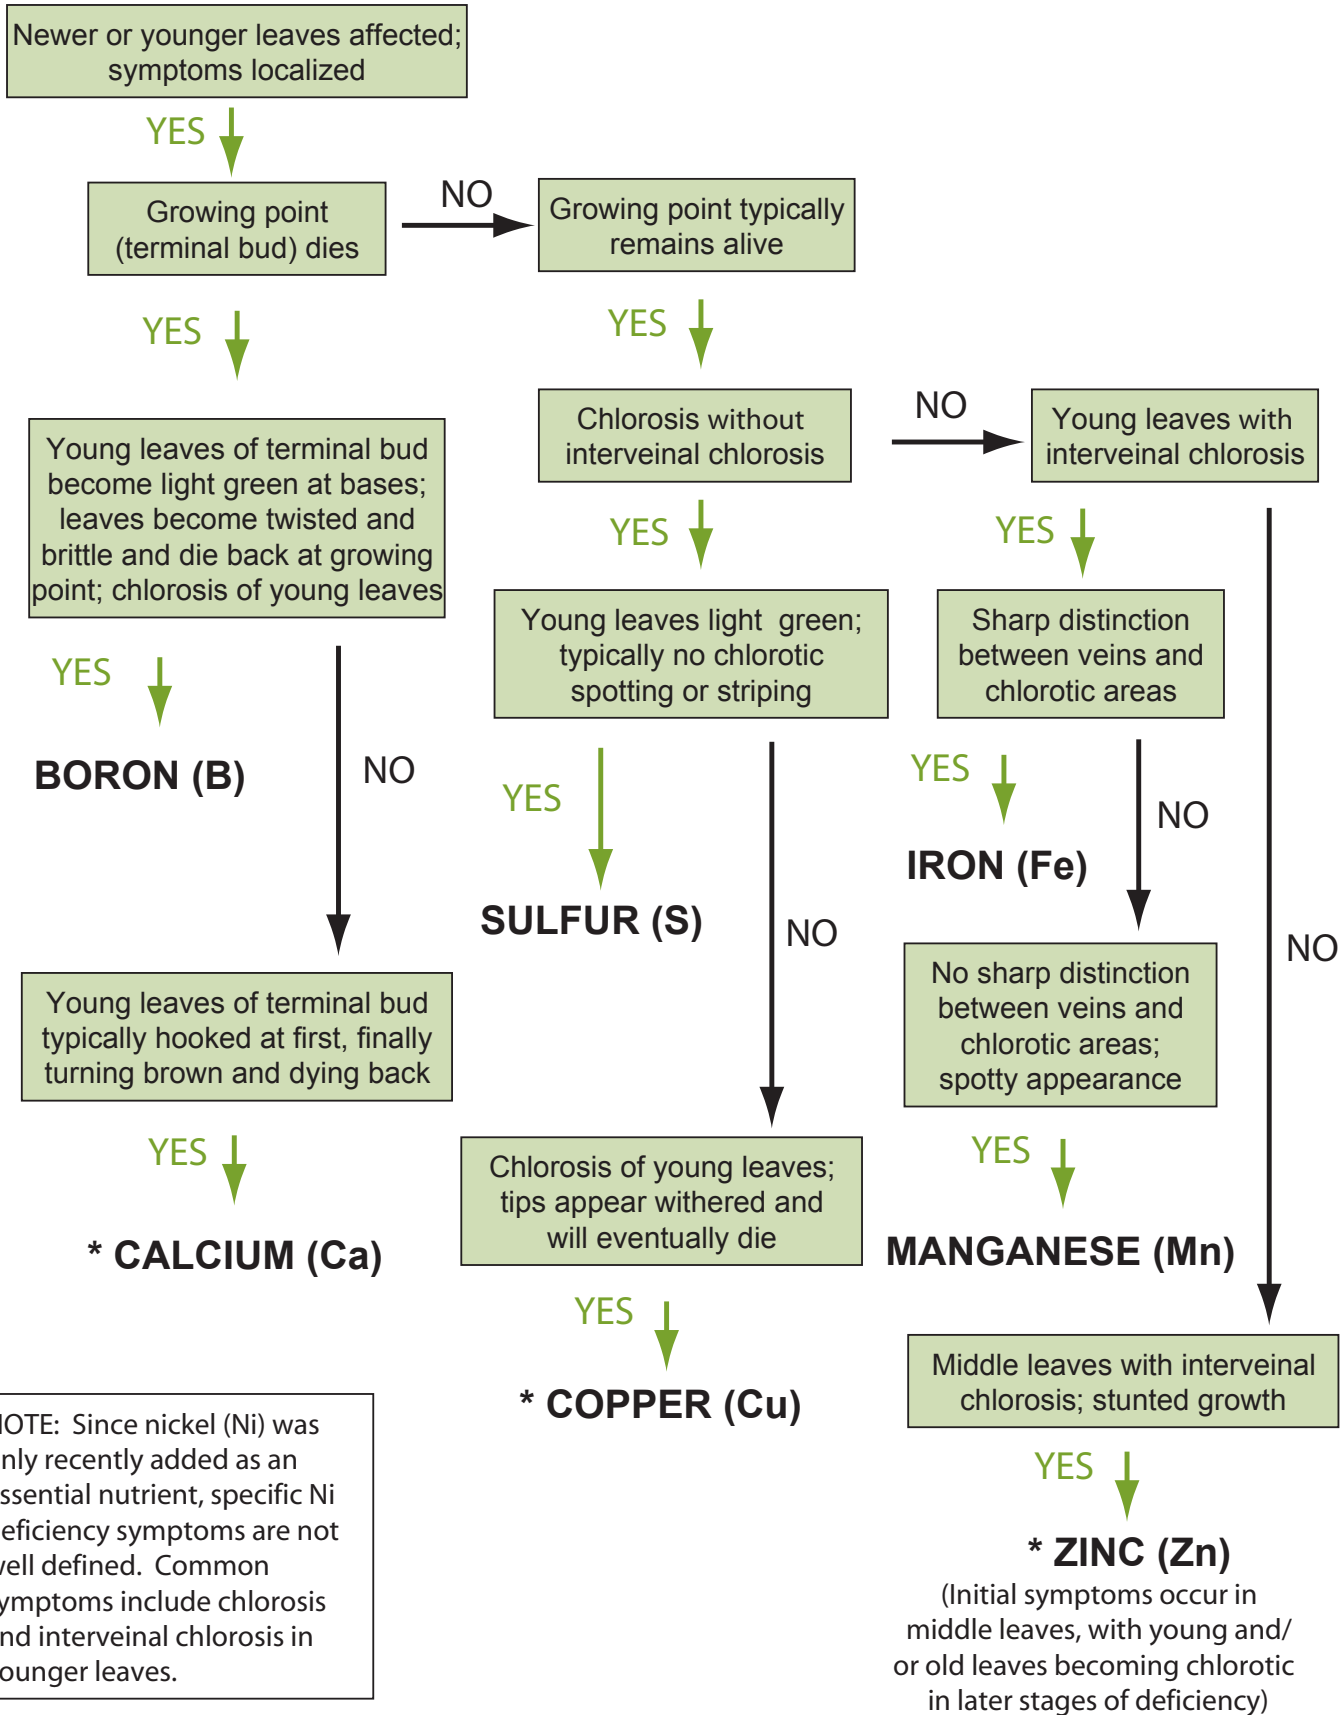 Newer or younger leaves affected;
symptoms localized
YES
Growing point
(terminal bud) dies
NO
Growing point typically
remains alive
YES
YES
Chlorosis without
interveinal chlorosis
NO
Young leaves with
interveinal chlorosis
Young leaves of terminal bud
become light green at bases;
leaves become twisted and
brittle and die back at growing
point; chlorosis of young leaves
YES
YES
Young leaves light green;
typically no chlorotic
spotting or striping
Sharp distinction
between veins and
chlorotic areas
YES
BORON (B)
NO
YES
SULFUR (S)
NO
YES
IRON (Fe)
NO
NO
Young leaves of terminal bud
typically hooked at first, finally
turning brown and dying back
No sharp distinction
between veins and
chlorotic areas;
spotty appearance
YES
* CALCIUM (Ca)
Chlorosis of young leaves;
tips appear withered and
will eventually die
YES
MANGANESE (Mn)
YES
* COPPER (Cu)
Middle leaves with interveinal
chlorosis; stunted growth
YES
* ZINC (Zn)
(Initial symptoms occur in
middle leaves, with young and/
or old leaves becoming chlorotic
in later stages of deficiency)
OTE: Since nickel (Ni) was
nly recently added as an
ssential nutrient, specific Ni
eficiency symptoms are not
ell defined. Common
ymptoms include chlorosis
nd interveinal chlorosis in
ounger leaves.